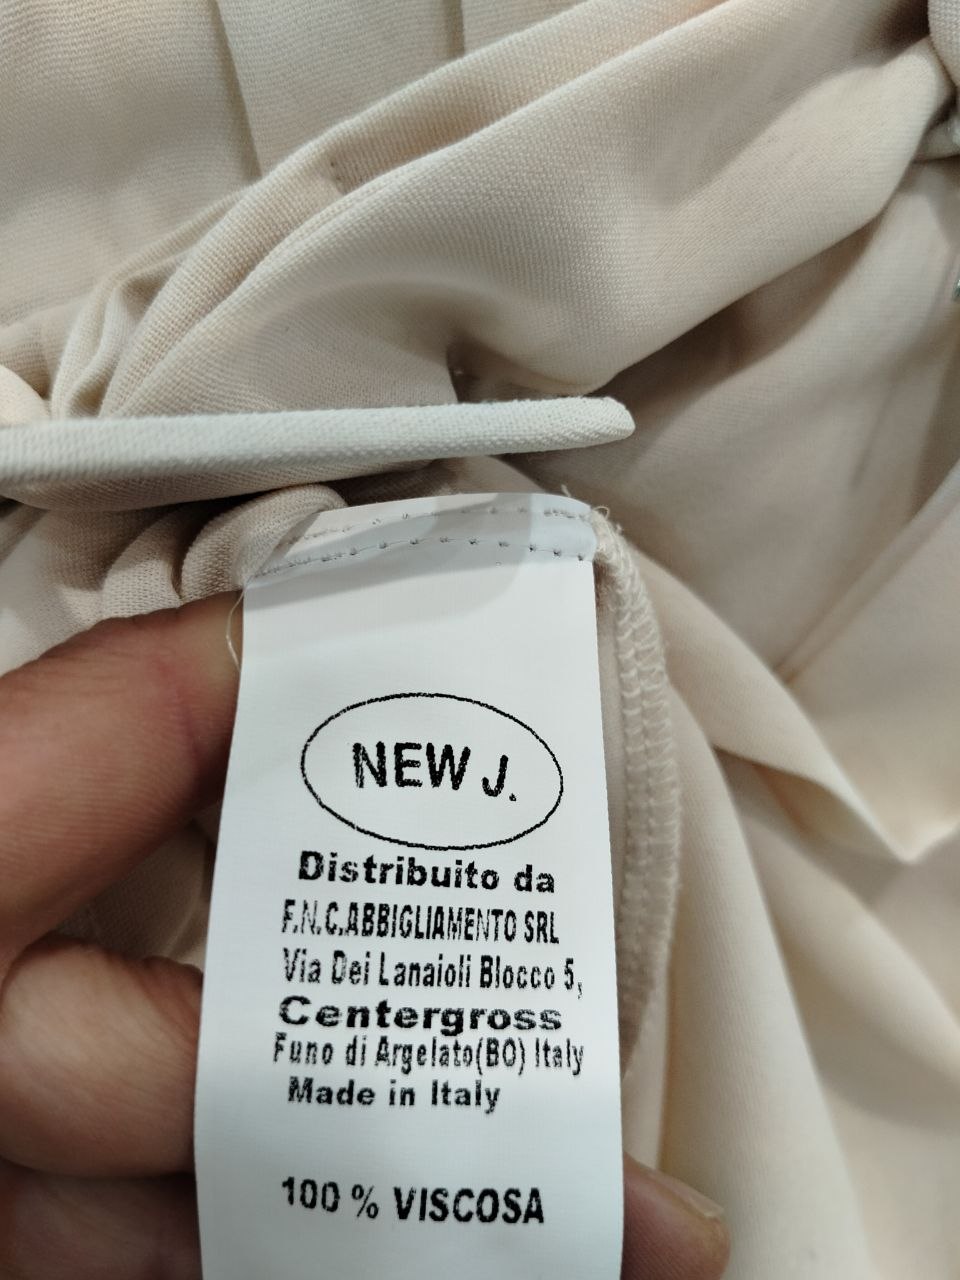 NEW J.
Distribuito da
F.N.C.ABBIGLIAMENTO SRL
Via Dei Lanaioli Blocco 5,
Centergross
Funo di Argelato(BO) Italy
Made in Italy
100 % VISCOSA